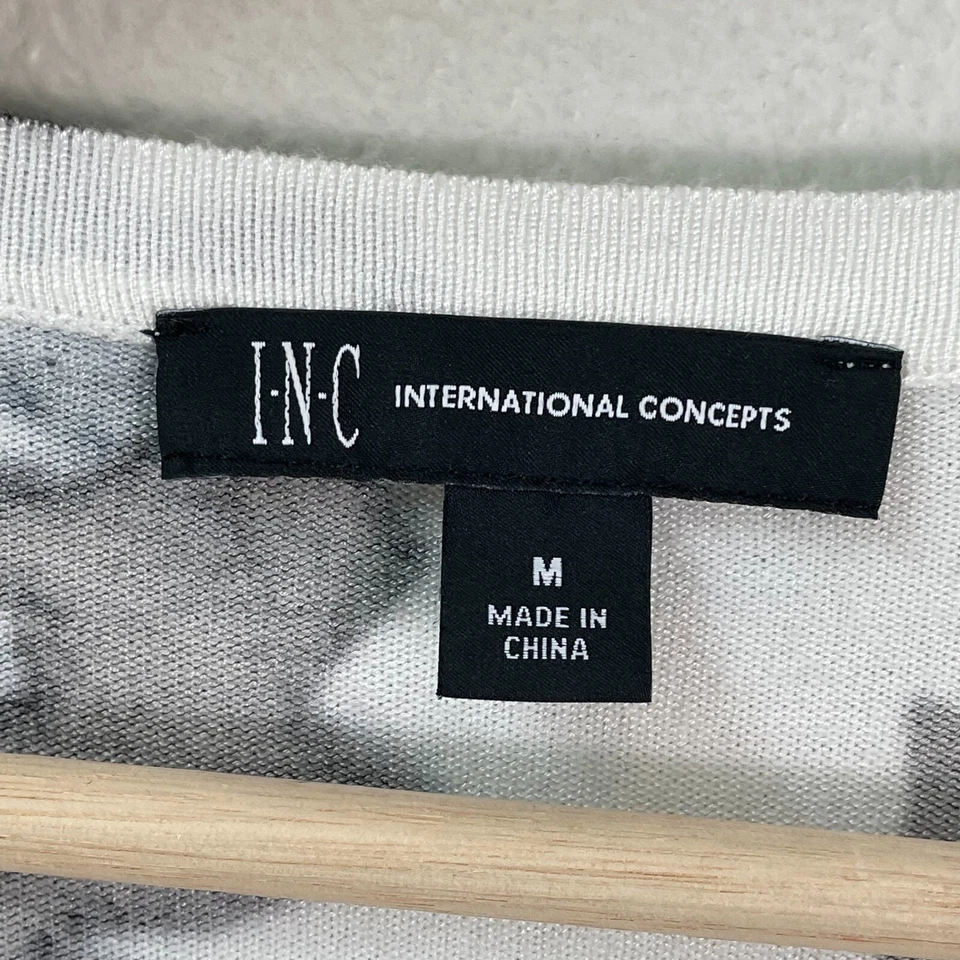 I·N·C INTERNATIONAL CONCEPTS
M
MADE IN
CHINA